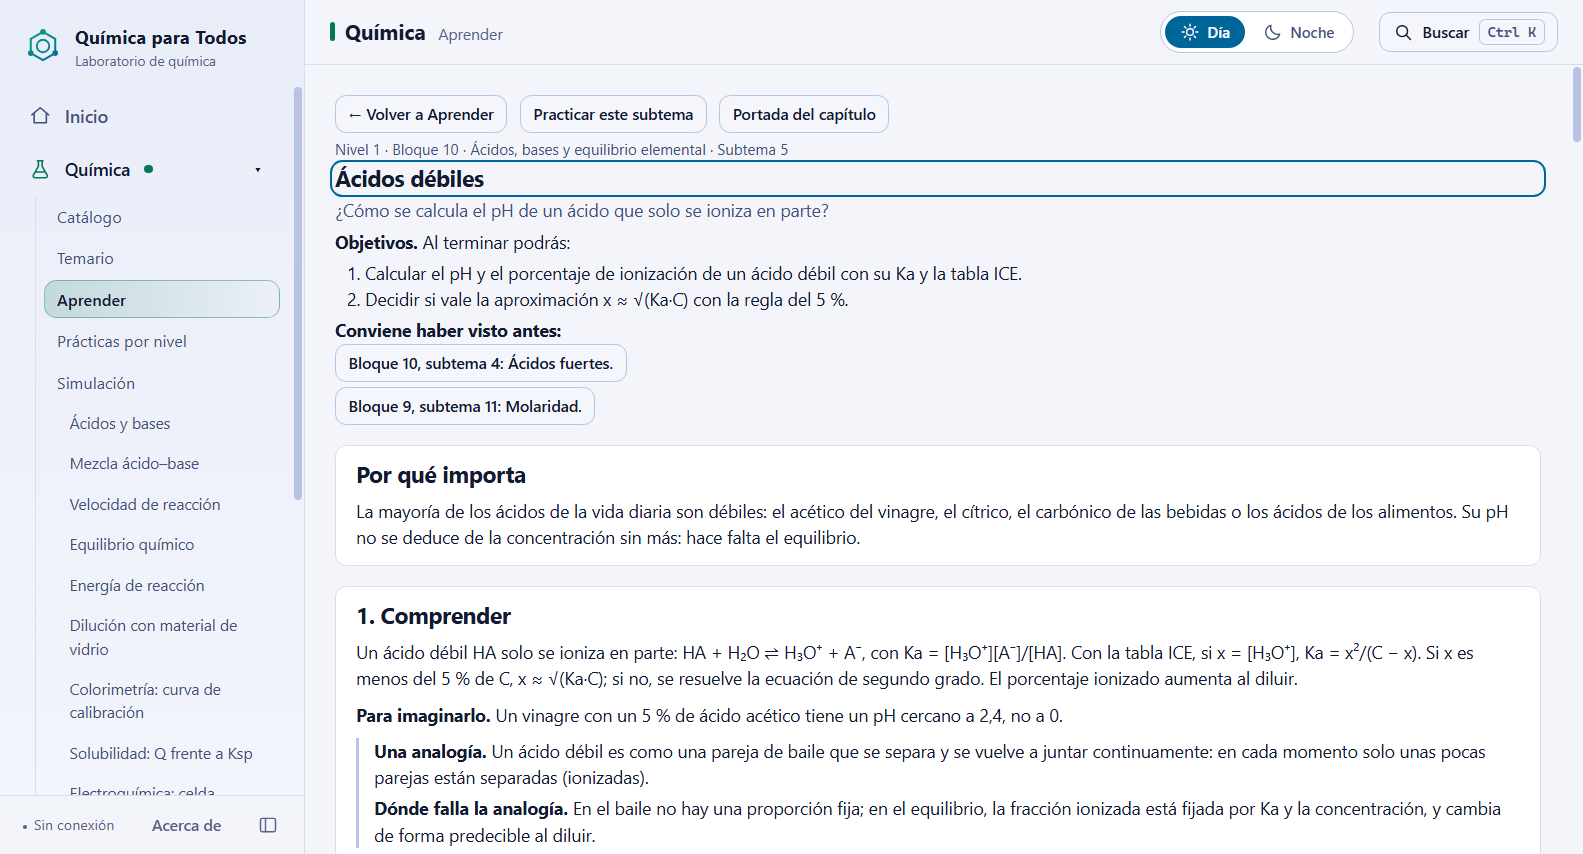 Química para Todos
Laboratorio de química
Inicio
Química
Catálogo
Temario
Aprender
Prácticas por nivel
Simulación
Ácidos y bases
Mezcla ácido–base
Velocidad de reacción
Equilibrio químico
Energía de reacción
Dilución con material de
vidrio
Colorimetría: curva de
calibración
Solubilidad: Q frente a Ksp
Electroquímica: celda
Sin conexión
Acerca de
Química Aprender
Día
Noche
Buscar Ctrl K
← Volver a Aprender
Practicar este subtema
Portada del capítulo
Nivel 1 · Bloque 10 · Ácidos, bases y equilibrio elemental · Subtema 5
Ácidos débiles
¿Cómo se calcula el pH de un ácido que solo se ioniza en parte?
Objetivos. Al terminar podrás:
1. Calcular el pH y el porcentaje de ionización de un ácido débil con su Ka y la tabla ICE.
2. Decidir si vale la aproximación x ≈ √(Ka·C) con la regla del 5 %.
Conviene haber visto antes:
Bloque 10, subtema 4: Ácidos fuertes.
Bloque 9, subtema 11: Molaridad.
Por qué importa
La mayoría de los ácidos de la vida diaria son débiles: el acético del vinagre, el cítrico, el carbónico de las bebidas o los ácidos de los alimentos. Su pH
no se deduce de la concentración sin más: hace falta el equilibrio.
1. Comprender
Un ácido débil HA solo se ioniza en parte: HA + H₂O ⇌ H₃O⁺ + A⁻, con Ka = [H₃O⁺][A⁻]/[HA]. Con la tabla ICE, si x = [H₃O⁺], Ka = x²/(C − x). Si x es
menos del 5 % de C, x ≈ √(Ka·C); si no, se resuelve la ecuación de segundo grado. El porcentaje ionizado aumenta al diluir.
Para imaginarlo. Un vinagre con un 5 % de ácido acético tiene un pH cercano a 2,4, no a 0.
Una analogía. Un ácido débil es como una pareja de baile que se separa y se vuelve a juntar continuamente: en cada momento solo unas pocas
parejas están separadas (ionizadas).
Dónde falla la analogía. En el baile no hay una proporción fija; en el equilibrio, la fracción ionizada está fijada por Ka y la concentración, y cambia
de forma predecible al diluir.